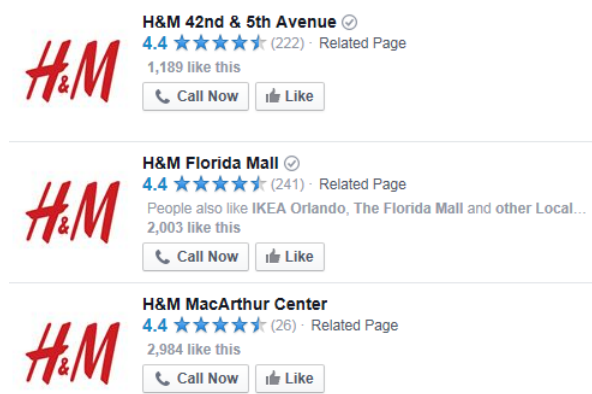 H&M 42nd & 5th Avenue
H&M
4.4 (222) · Related Page
1,189 like this
Call Now Like
H&M Florida Mall
H&M
4.4 (241) · Related Page
People also like IKEA Orlando, The Florida Mall and other Local...
2,003 like this
Call Now Like
H&M MacArthur Center
H&M
4.4 (26) · Related Page
2,984 like this
Call Now Like